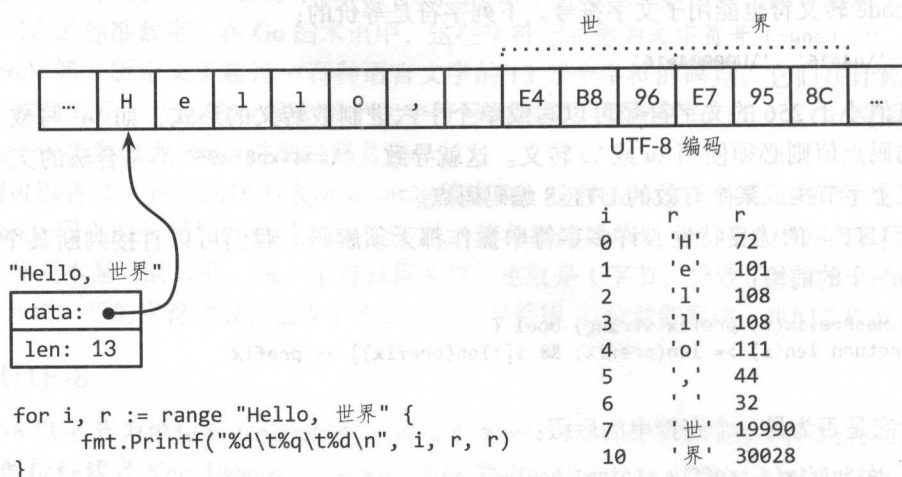 世 界
... H e l l o , E4 B8 96 E7 95 8C ...
UTF-8 编码
i r r
0 'H' 72
1 'e' 101
2 'l' 108
3 'l' 108
4 'o' 111
5 ',' 44
6 ' ' 32
7 '世' 19990
10 '界' 30028
"Hello, 世界"
data:
len: 13
for i, r := range "Hello, 世界" {
fmt.Printf("%d\t%q\t%d\n", i, r, r)
}